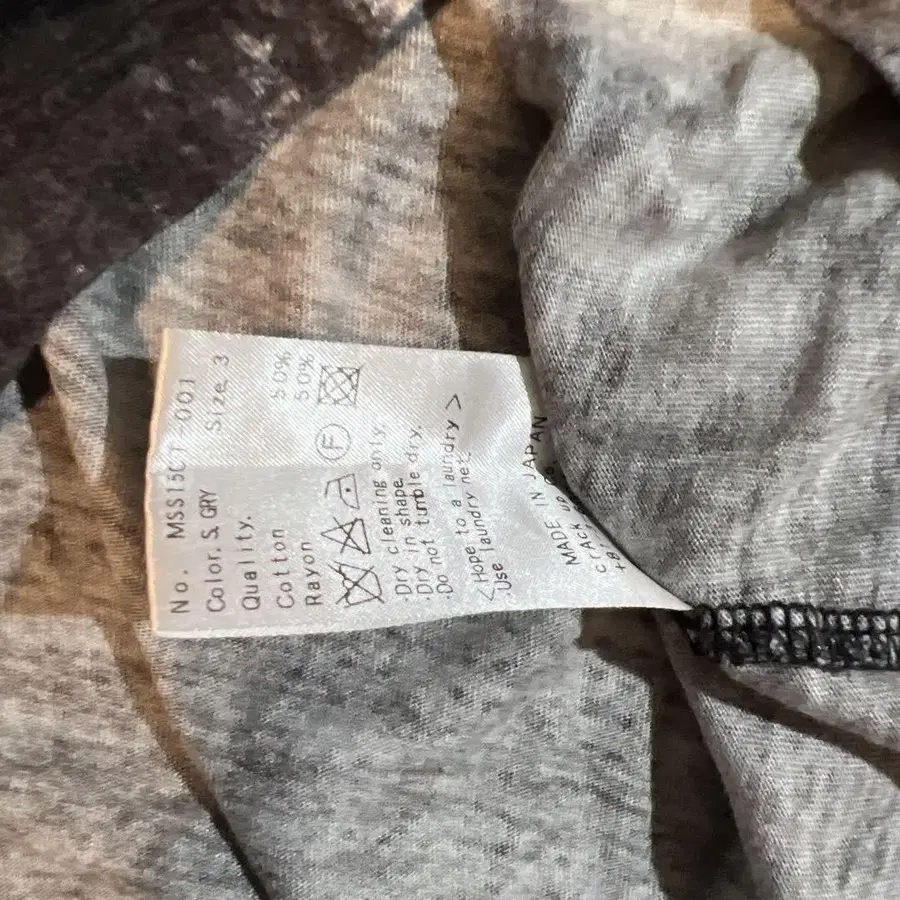 No. MSS15CT 001
Color. S. GRY Size 3
Quality.
Cotton 50%
Rayon 50%
F
·Dry cleaning only.
·Dry in shape.
·Do not tumble dry.
<Hope to a laundry>
·Use laundry net.
MADE IN JAPAN